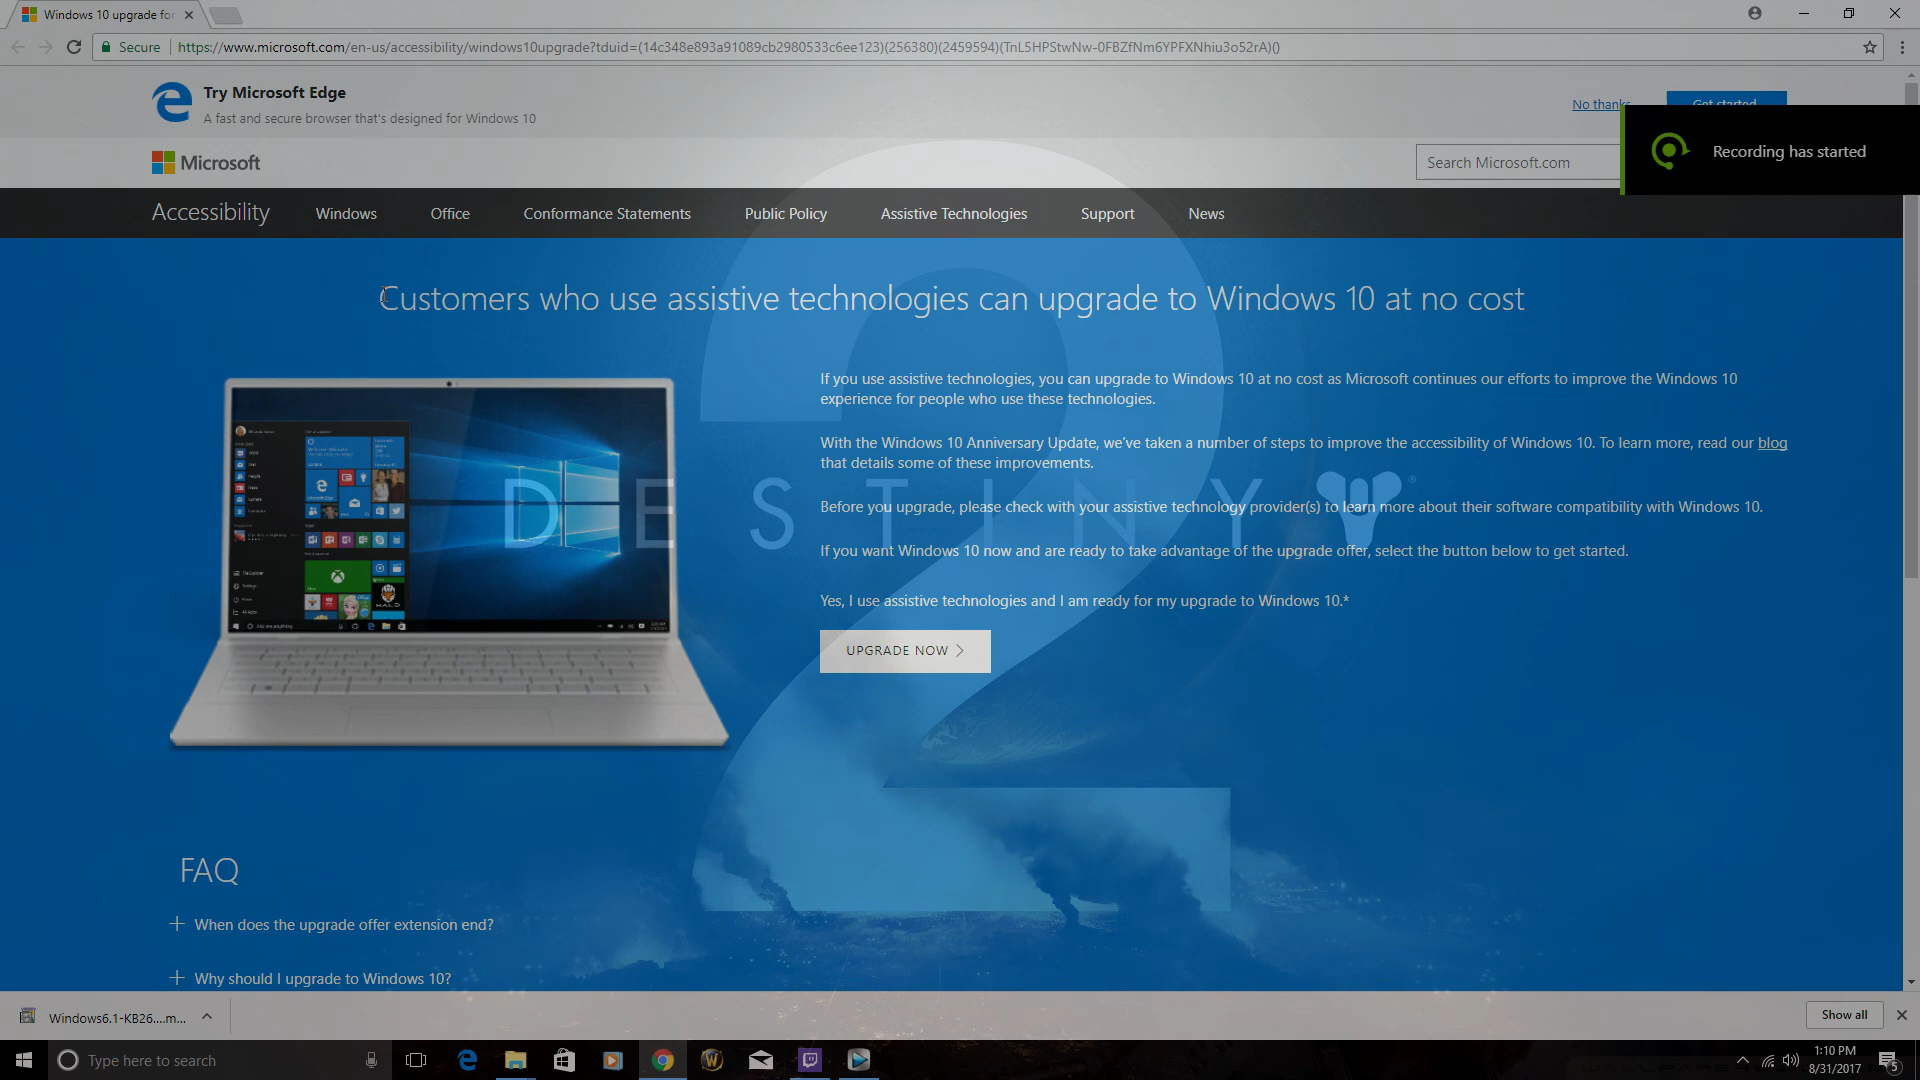 Windows 10 upgrade for
Secure
https://www.microsoft.com/en-us/accessibility/windows10upgrade?tduid=(14c348e893a91089cb2980533c6ee123)(256380)(2459594)(TnL5HPStwNw-0FBZfNm6YPFXNhiu3o52rA)()
Try Microsoft Edge
A fast and secure browser that's designed for Windows 10
No thanks
Get started
Recording has started
Microsoft
Search Microsoft.com
Accessibility
Windows
Office
Conformance Statements
Public Policy
Assistive Technologies
Support
News
Customers who use assistive technologies can upgrade to Windows 10 at no cost
If you use assistive technologies, you can upgrade to Windows 10 at no cost as Microsoft continues our efforts to improve the Windows 10
experience for people who use these technologies.
With the Windows 10 Anniversary Update, we've taken a number of steps to improve the accessibility of Windows 10. To learn more, read our blog
that details some of these improvements.
DESTINY
2
Before you upgrade, please check with your assistive technology provider(s) to learn more about their software compatibility with Windows 10.
If you want Windows 10 now and are ready to take advantage of the upgrade offer, select the button below to get started.
Yes, I use assistive technologies and I am ready for my upgrade to Windows 10.*
UPGRADE NOW
HALO
FAQ
When does the upgrade offer extension end?
Why should I upgrade to Windows 10?
Windows6.1-KB26....m...
Show all
Type here to search
1:10 PM
8/31/2017
5